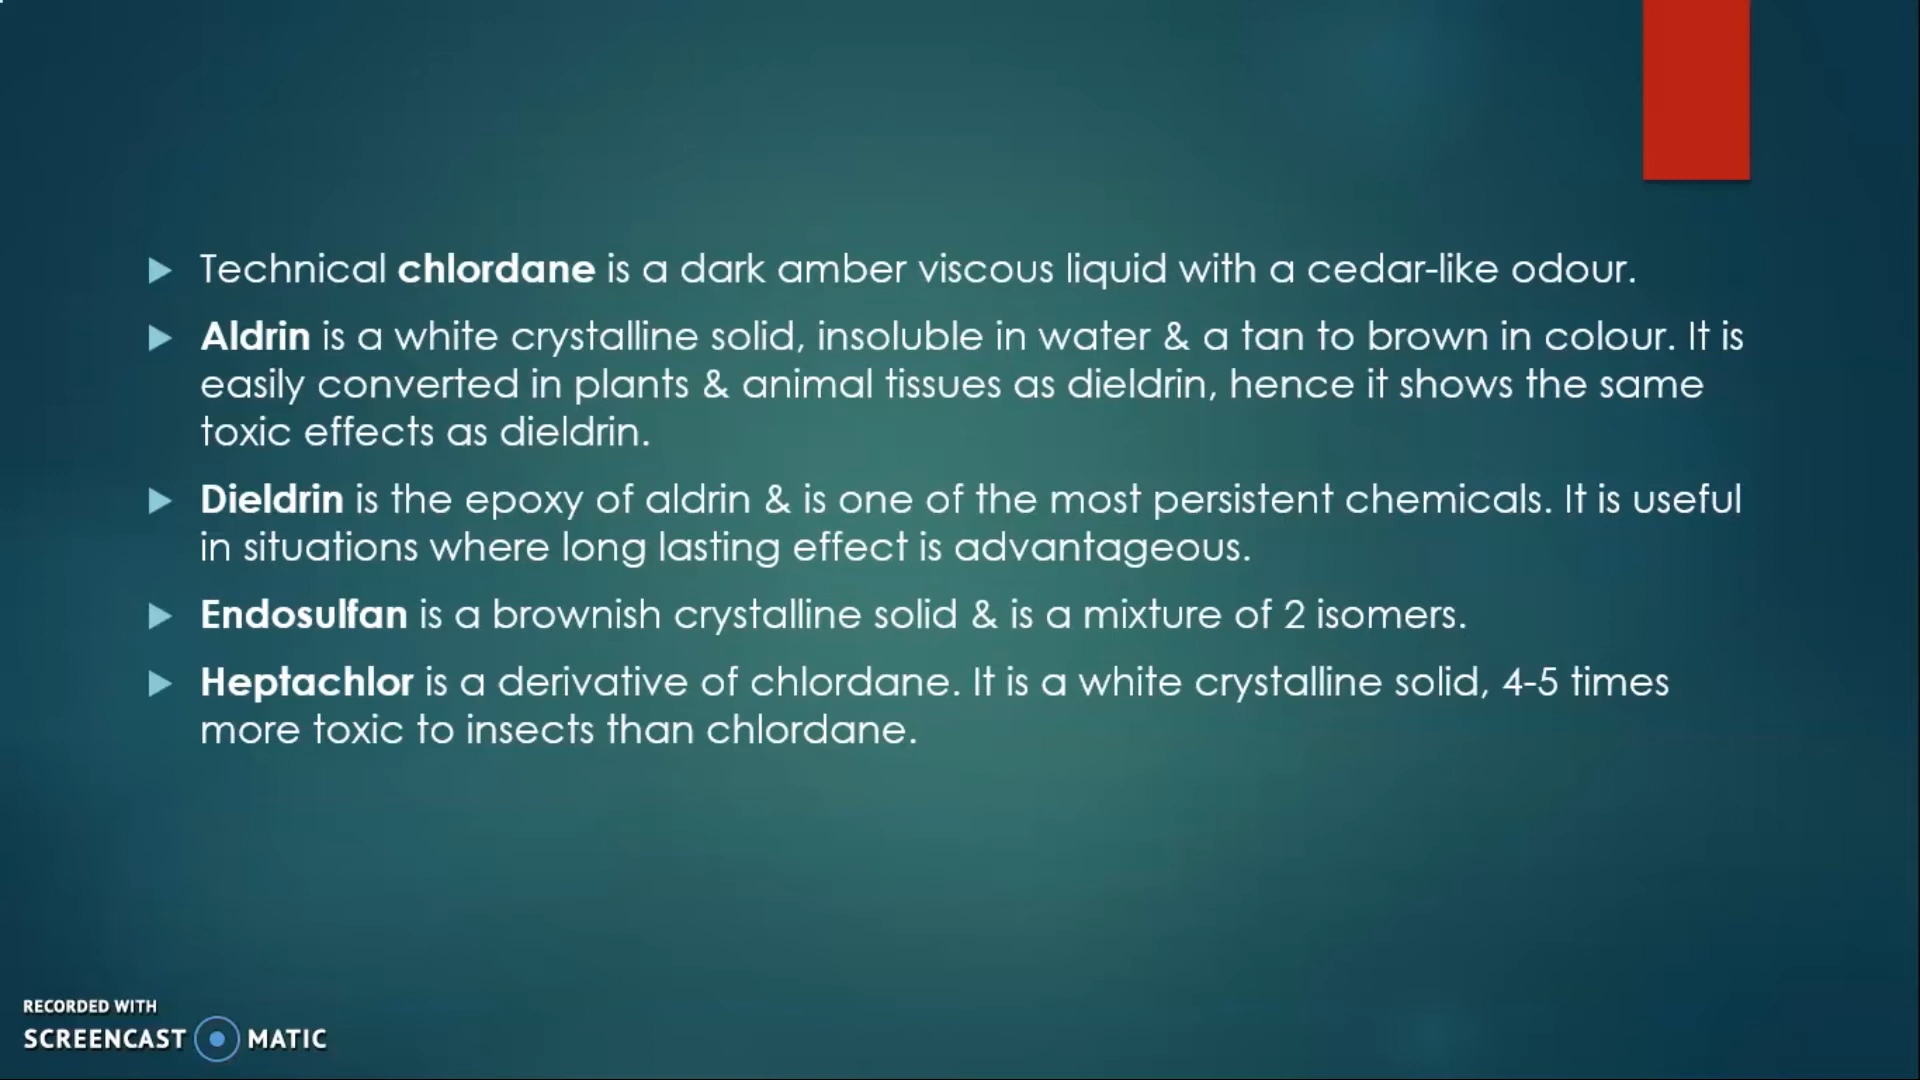 Technical chlordane is a dark amber viscous liquid with a cedar-like odour.
Aldrin is a white crystalline solid, insoluble in water & a tan to brown in colour. It is
easily converted in plants & animal tissues as dieldrin, hence it shows the same
toxic effects as dieldrin.
Dieldrin is the epoxy of aldrin & is one of the most persistent chemicals. It is useful
in situations where long lasting effect is advantageous.
Endosulfan is a brownish crystalline solid & is a mixture of 2 isomers.
Heptachlor is a derivative of chlordane. It is a white crystalline solid, 4-5 times
more toxic to insects than chlordane.
RECORDED WITH
SCREENCAST MATIC